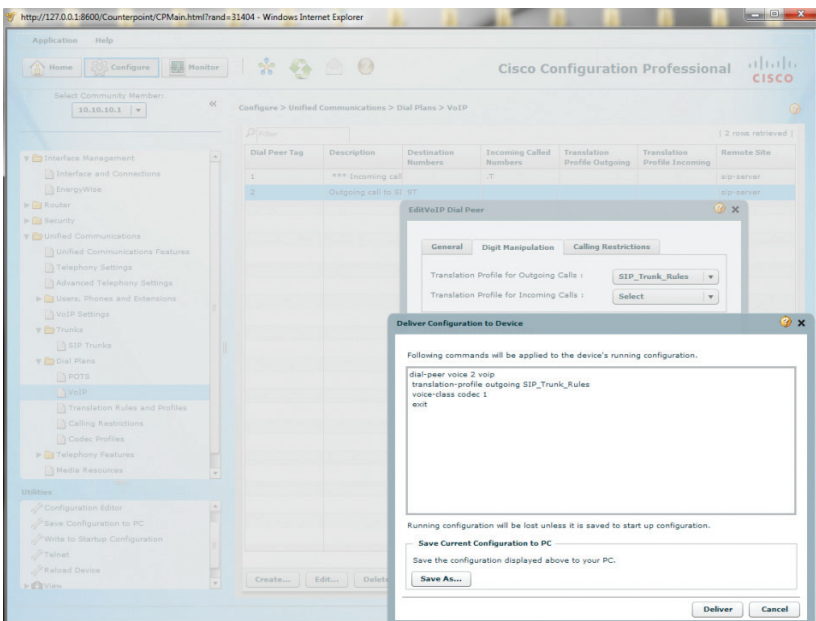 http://127.0.0.1:8600/Counterpoint/CPMain.html?rand=31404 - Windows Internet Explorer
Application Help
Home Configure Monitor
Cisco Configuration Professional
CISCO
Select Community Member:
10.10.10.1
Configure > Unified Communications > Dial Plans > VoIP
Filter
[ 2 rows retrieved ]
Dial Peer Tag Description Destination Numbers Incoming Called Numbers Translation Profile Outgoing Translation Profile Incoming Remote Site
1 *** Incoming call .T sip-server
2 Outgoing call to SI 9T sip-server
Interface Management
Interface and Connections
EnergyWise
Router
Security
Unified Communications
Unified Communications Features
Telephony Settings
Advanced Telephony Settings
Users, Phones and Extensions
VoIP Settings
Trunks
SIP Trunks
Dial Plans
POTS
VoIP
Translation Rules and Profiles
Calling Restrictions
Codec Profiles
Telephony Features
Media Resources
Utilities
Configuration Editor
Save Configuration to PC
Write to Startup Configuration
Telnet
Reload Device
View
Create... Edit... Delete
EditVoIP Dial Peer
General Digit Manipulation Calling Restrictions
Translation Profile for Outgoing Calls : SIP_Trunk_Rules
Translation Profile for Incoming Calls : Select
Deliver Configuration to Device
Following commands will be applied to the device's running configuration.
dial-peer voice 2 voip
translation-profile outgoing SIP_Trunk_Rules
voice-class codec 1
exit
Running configuration will be lost unless it is saved to start up configuration.
Save Current Configuration to PC
Save the configuration displayed above to your PC.
Save As...
Deliver Cancel